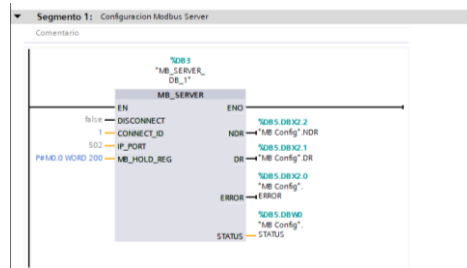 Segmento 1: Configuracion Modbus Server
Comentario
%DB3
"MB_SERVER_
DB_1"
MB_SERVER
EN ENO
false DISCONNECT
1 CONNECT_ID
%DB5.DBX2.2
NDR "MB Config".NDR
502 IP_PORT
%DB5.DBX2.1
P#M0.0 WORD 200 MB_HOLD_REG
DR "MB Config".DR
%DB5.DBX2.0
"MB Config".
ERROR ERROR
%DB5.DBW0
"MB Config".
STATUS STATUS